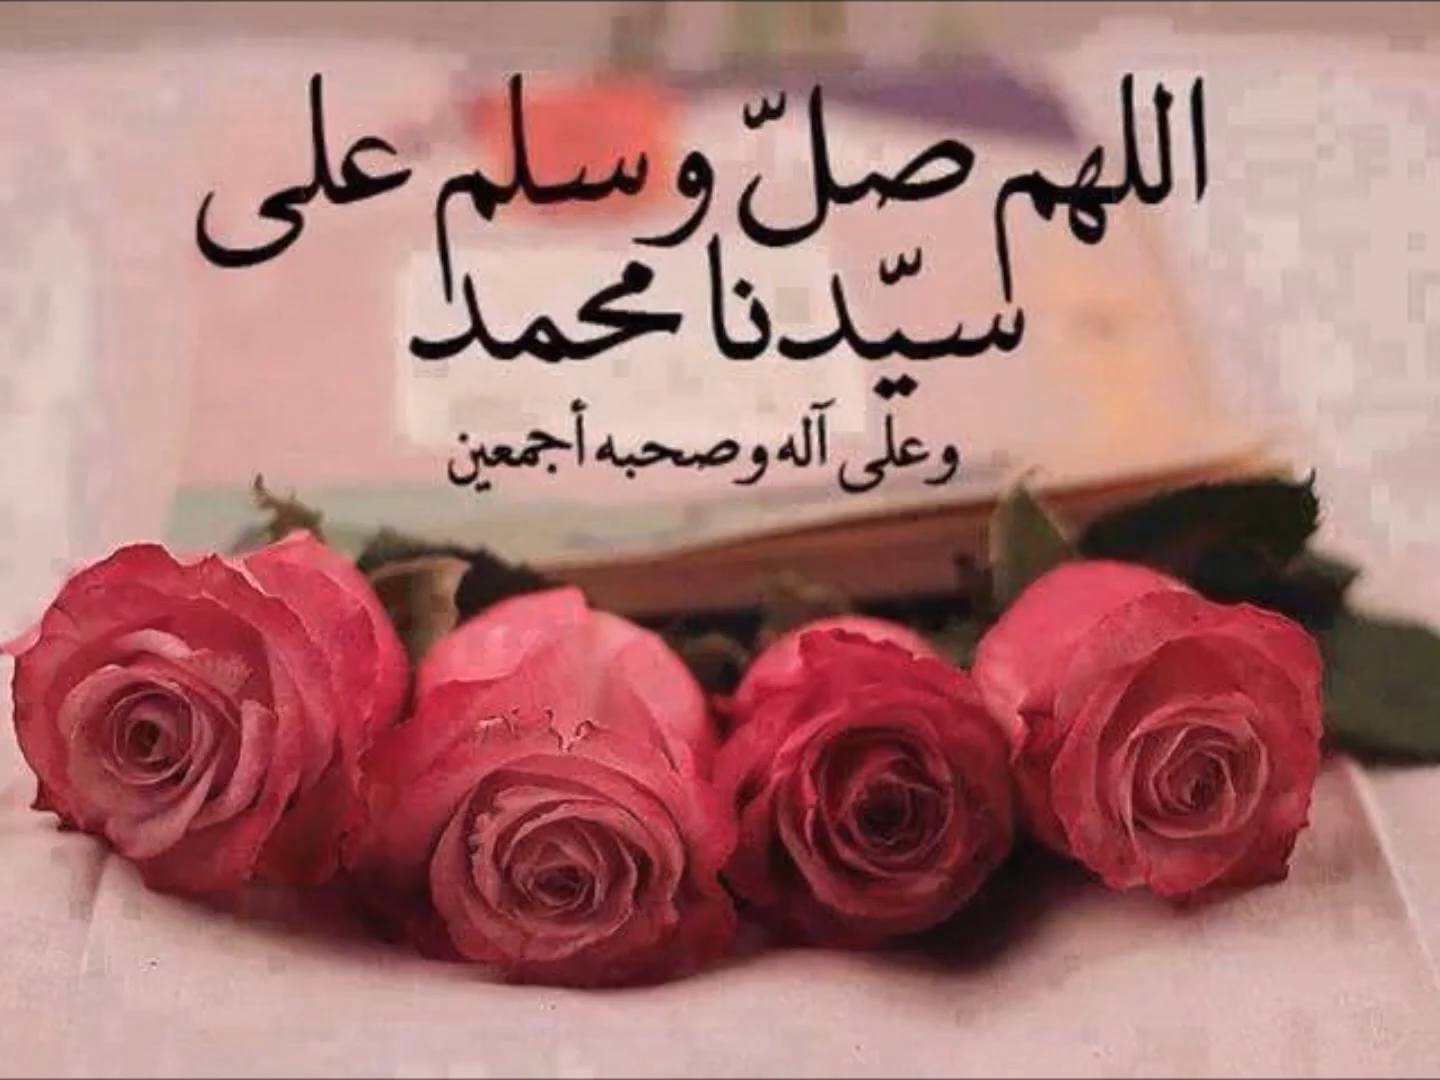 اللهم صلّ وسلم على
سيّدنا محمد
وعلى آله وصحبه أجمعين